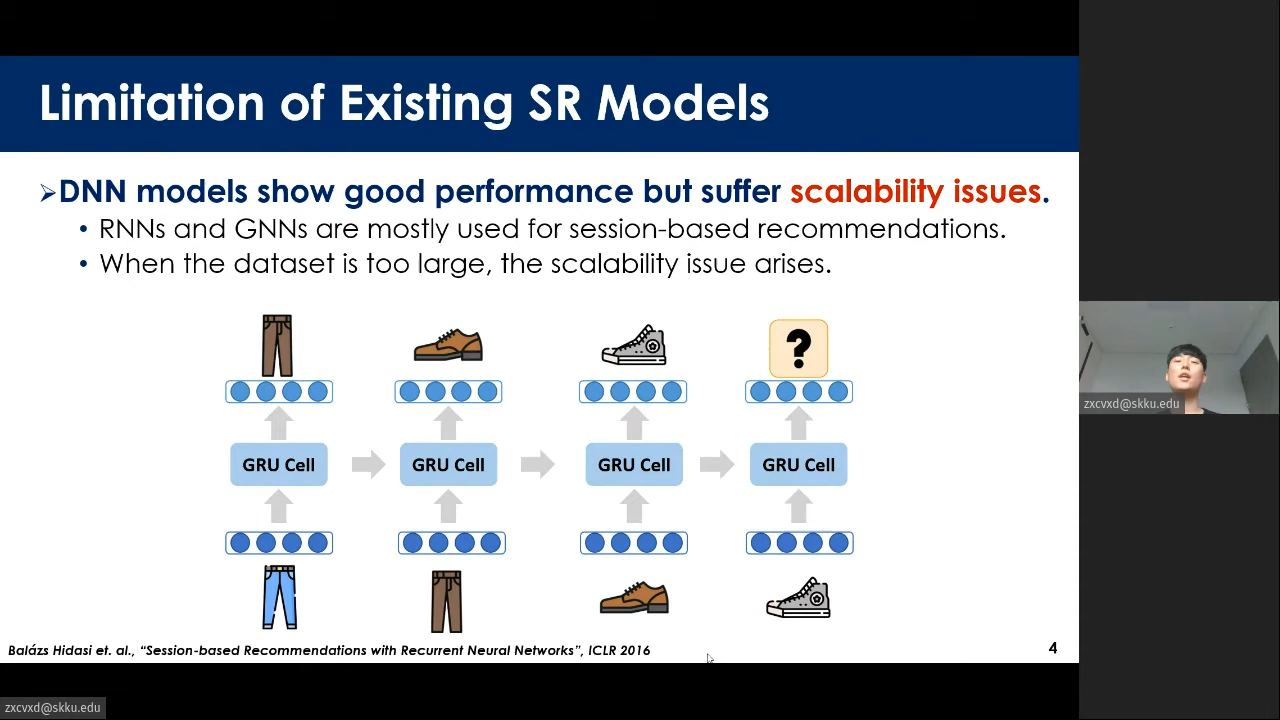 Limitation of Existing SR Models
➢DNN models show good performance but suffer scalability issues.
• RNNs and GNNs are mostly used for session-based recommendations.
• When the dataset is too large, the scalability issue arises.
?
GRU Cell GRU Cell GRU Cell GRU Cell
Balázs Hidasi et. al., “Session-based Recommendations with Recurrent Neural Networks”, ICLR 2016
4
zxcvxd@skku.edu
zxcvxd@skku.edu